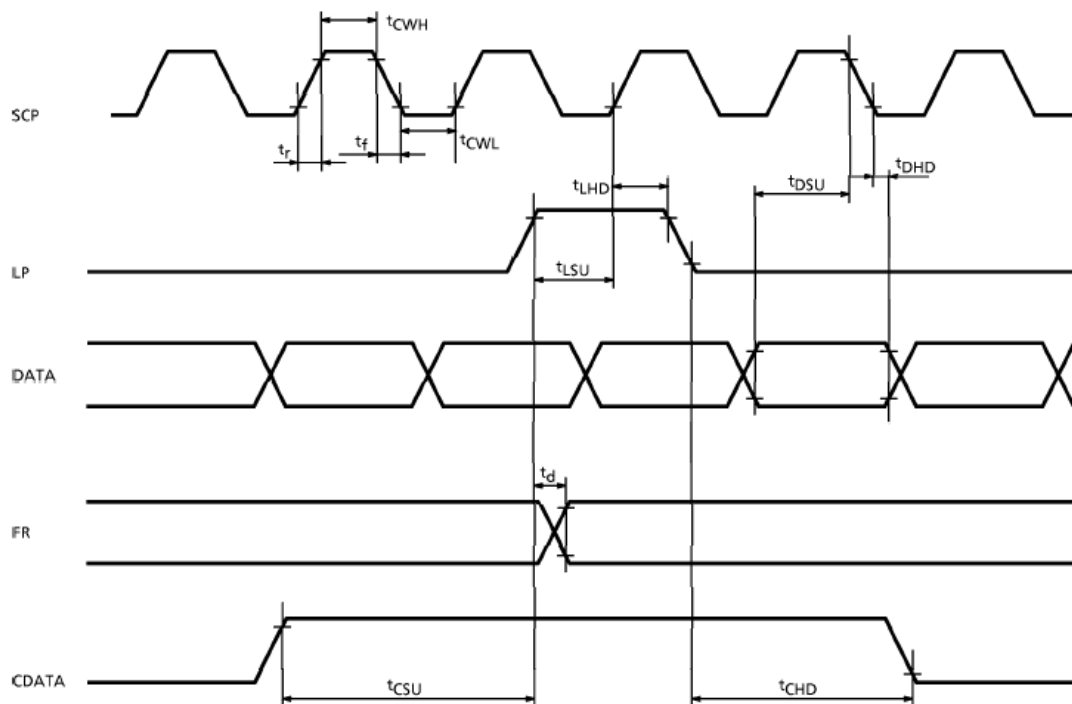 tCWH
SCP
tr
tf
tCWL
tLHD
tDSU
tDHD
LP
tLSU
DATA
td
FR
CDATA
tCSU
tCHD